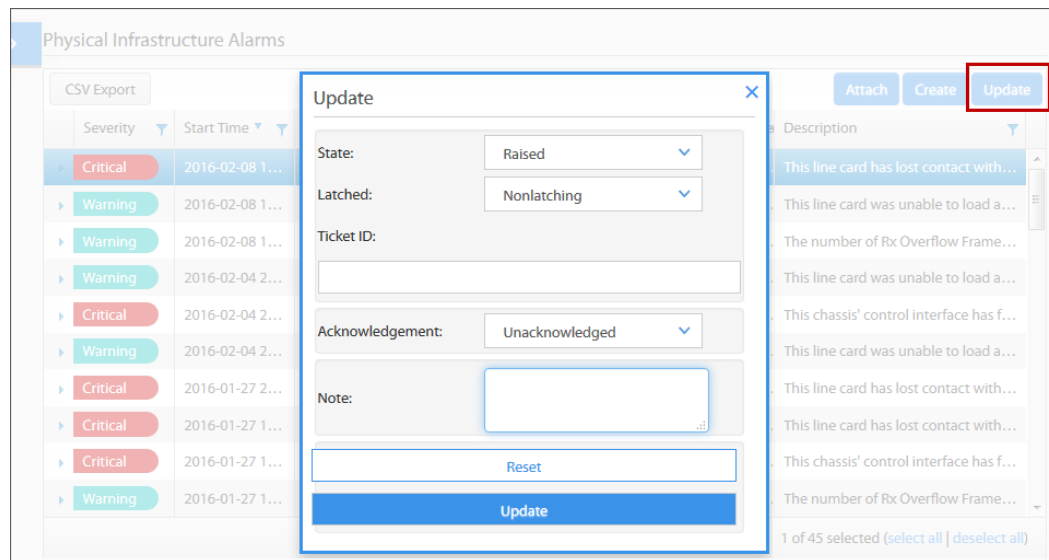 Physical Infrastructure Alarms
CSV Export
Attach Create Update
Severity Start Time Description
Critical 2016-02-08 1... This line card has lost contact with...
Warning 2016-02-08 1... This line card was unable to load a...
Warning 2016-02-08 1... The number of Rx Overflow Frame...
Warning 2016-02-04 2... This line card was unable to load a...
Critical 2016-02-04 2... This chassis' control interface has f...
Warning 2016-02-04 2... This line card was unable to load a...
Critical 2016-01-27 2... This line card has lost contact with...
Critical 2016-01-27 1... This line card has lost contact with...
Critical 2016-01-27 1... This chassis' control interface has f...
Warning 2016-01-27 1... The number of Rx Overflow Frame...
1 of 45 selected (select all | deselect all)
Update
State: Raised
Latched: Nonlatching
Ticket ID:
Acknowledgement: Unacknowledged
Note:
Reset
Update